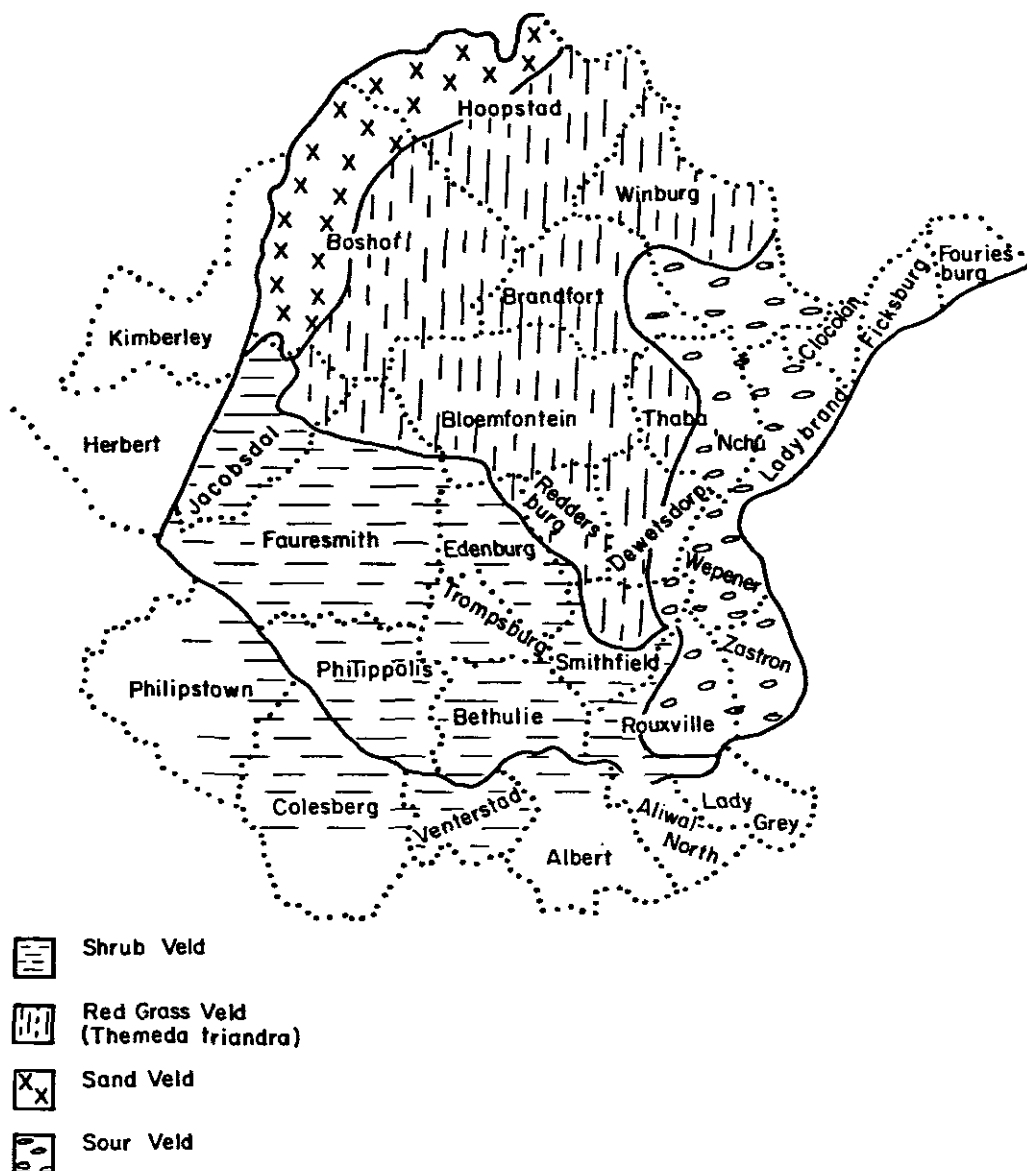 Hoopstad
Winburg
Boshof
Fouries
burg
Brandfort
Clocolan
Ficksburg
Kimberley
Ladybrand
Bloemfontein
Thaba
'Nchu
Herbert
Jacobsdal
Redders
burg
Dewetsdorp
Fauresmith
Edenburg
Wepener
Trompsburg
Zastron
Smithfield
Philippolis
Philipstown
Bethulie
Rouxville
Colesberg
Venterstad
Lady
Grey
Aliwal
North
Albert
Shrub Veld
Red Grass Veld
(Themeda triandra)
Sand Veld
Sour Veld